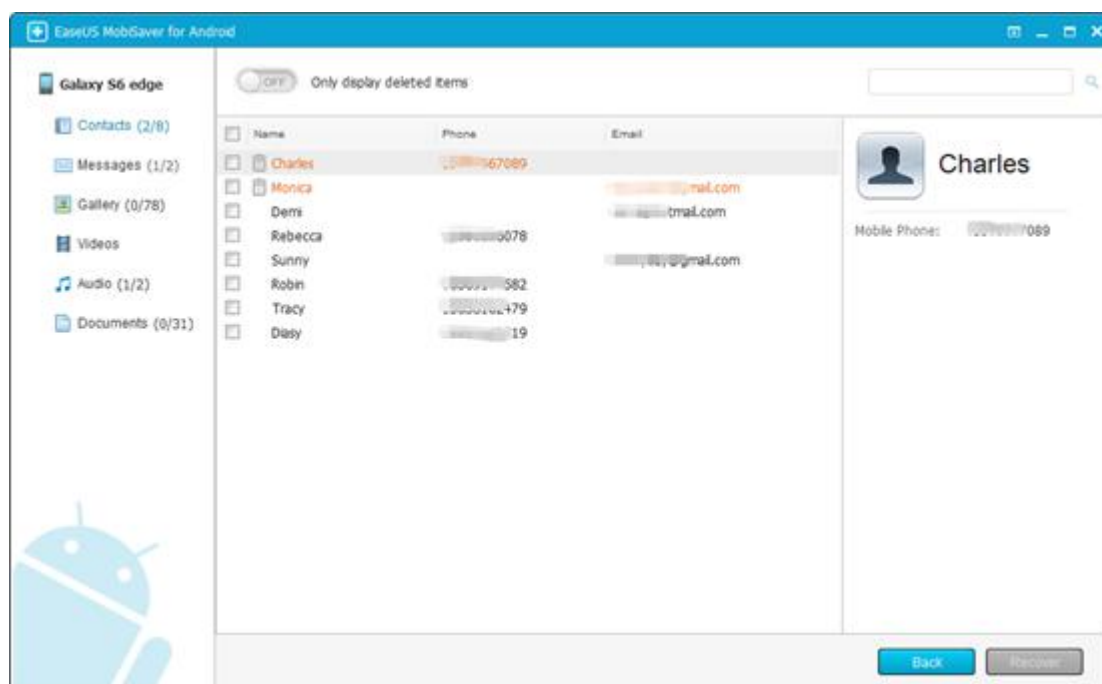 EaseUS MobiSaver for Android
Galaxy S6 edge
Contacts (2/8)
Messages (1/2)
Gallery (0/78)
Videos
Audio (1/2)
Documents (0/31)
OFF Only display deleted items
Name Phone Email
Charles 67089
Monica mail.com
Demi tmail.com
Rebecca 0078
Sunny @gmail.com
Robin 582
Tracy 479
Diasy 19
Charles
Mobile Phone: 7089
Back Recover